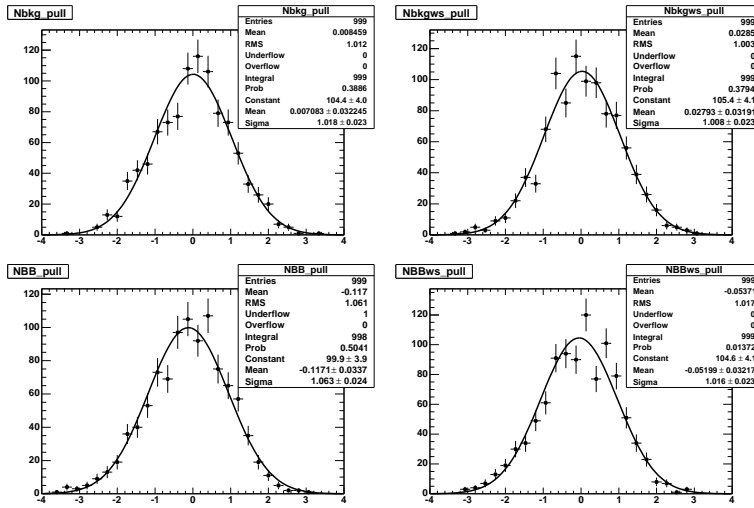 Nbkg_pull
Nbkg_pull
Entries 999
Mean 0.008459
RMS 1.012
Underflow 0
Overflow 0
Integral 999
Prob 0.3886
Constant 104.4 ± 4.0
Mean 0.007083 ± 0.032245
Sigma 1.018 ± 0.023
120
100
80
60
40
20
0
-4 -3 -2 -1 0 1 2 3 4
Nbkgws_pull
Nbkgws_pull
Entries 999
Mean 0.0285
RMS 1.003
Underflow 0
Overflow 0
Integral 999
Prob 0.3794
Constant 105.4 ± 4.1
Mean 0.02793 ± 0.03191
Sigma 1.008 ± 0.023
120
100
80
60
40
20
0
-4 -3 -2 -1 0 1 2 3 4
NBB_pull
NBB_pull
Entries 999
Mean -0.117
RMS 1.061
Underflow 1
Overflow 0
Integral 998
Prob 0.5041
Constant 99.9 ± 3.9
Mean -0.1171 ± 0.0337
Sigma 1.063 ± 0.024
120
100
80
60
40
20
0
-4 -3 -2 -1 0 1 2 3 4
NBBws_pull
NBBws_pull
Entries 999
Mean -0.05371
RMS 1.017
Underflow 0
Overflow 0
Integral 999
Prob 0.01372
Constant 104.6 ± 4.1
Mean -0.05199 ± 0.03217
Sigma 1.016 ± 0.023
120
100
80
60
40
20
0
-4 -3 -2 -1 0 1 2 3 4